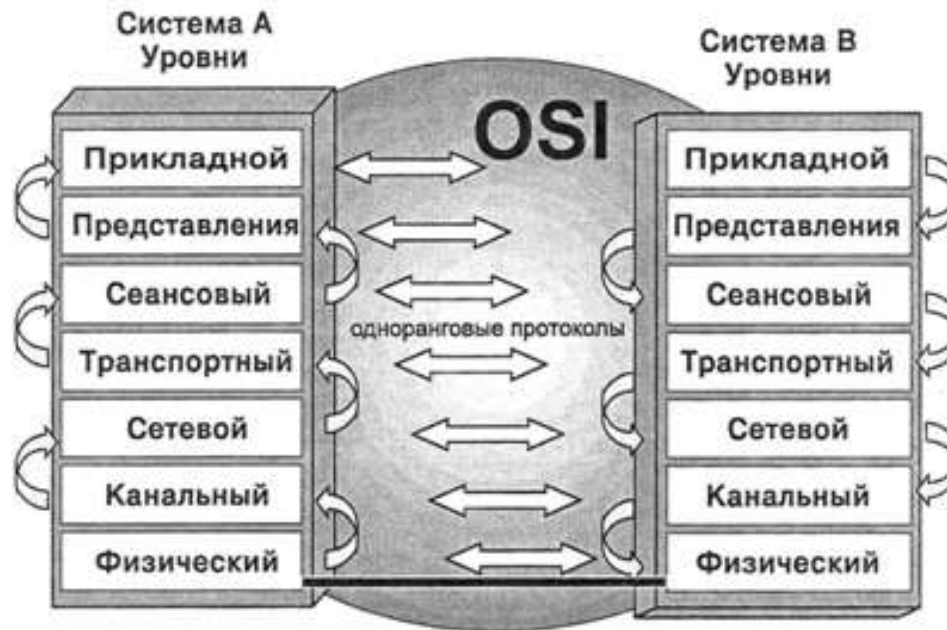 Система А
Уровни
Система В
Уровни
OSI
Прикладной
Представления
Сеансовый
Транспортный
Сетевой
Канальный
Физический
одноранговые протоколы
Прикладной
Представления
Сеансовый
Транспортный
Сетевой
Канальный
Физический